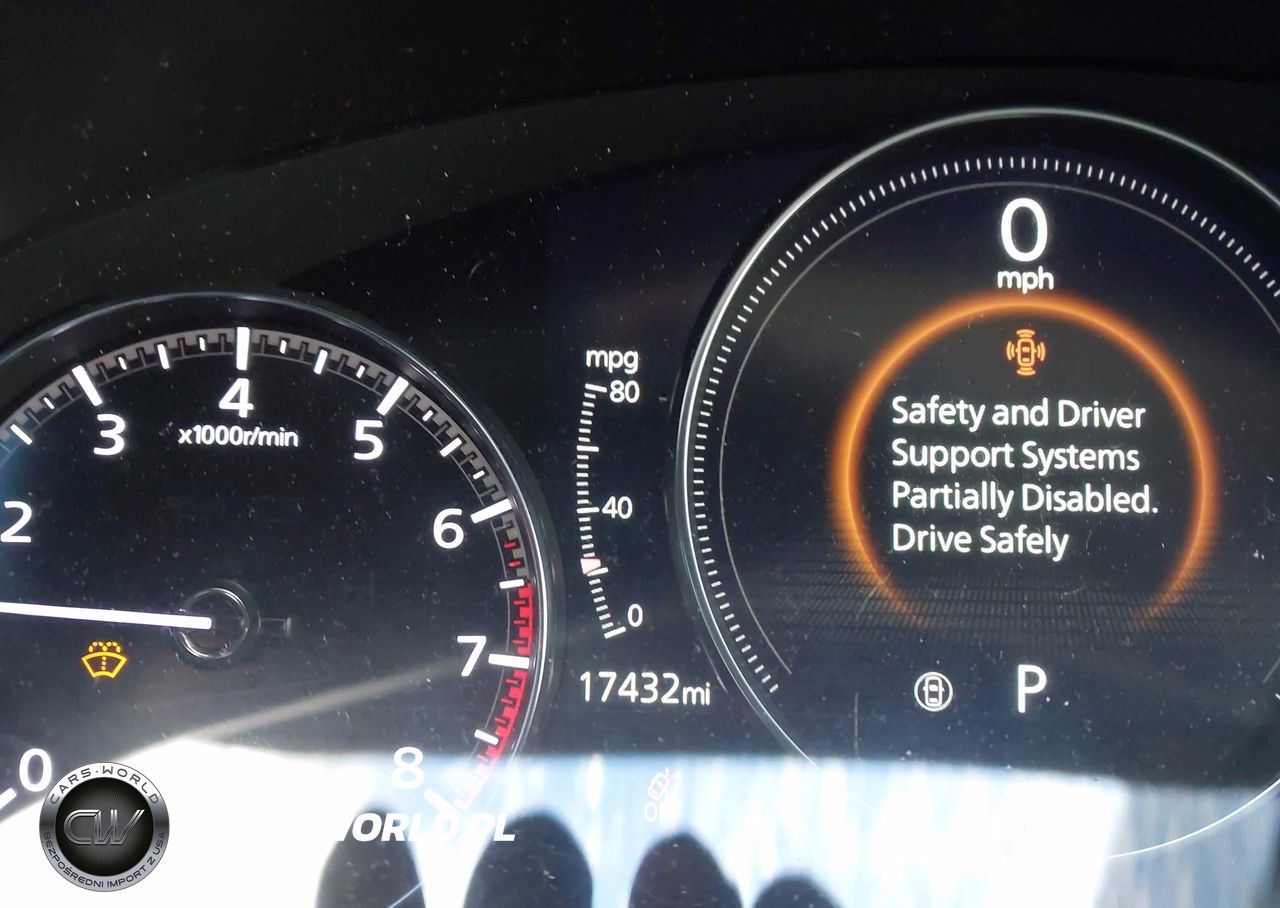 0
mph
Safety and Driver
Support Systems
Partially Disabled.
Drive Safely
P
mpg
80
40
0
17432mi
0
2
3
4
5
6
7
8
x1000r/min
CARS-WORLD
CW
BEZPOŚREDNI IMPORT Z USA
WORLD.PL